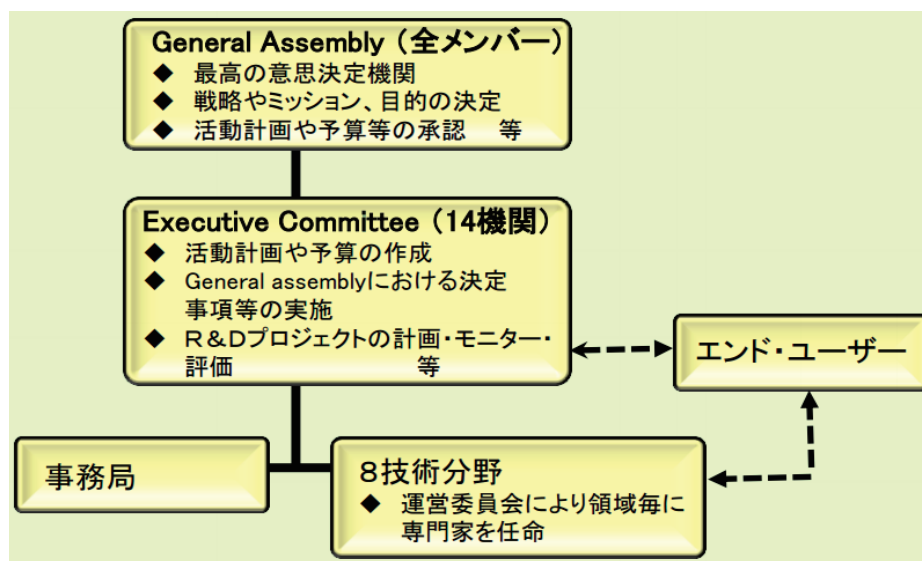 General Assembly (全メンバー)
◆ 最高の意思決定機関
◆ 戦略やミッション、目的の決定
◆ 活動計画や予算等の承認 等
Executive Committee (14機関)
◆ 活動計画や予算の作成
◆ General assemblyにおける決定
事項等の実施
◆ R&Dプロジェクトの計画・モニター・
評価 等
エンド・ユーザー
事務局
8技術分野
◆ 運営委員会により領域毎に
専門家を任命